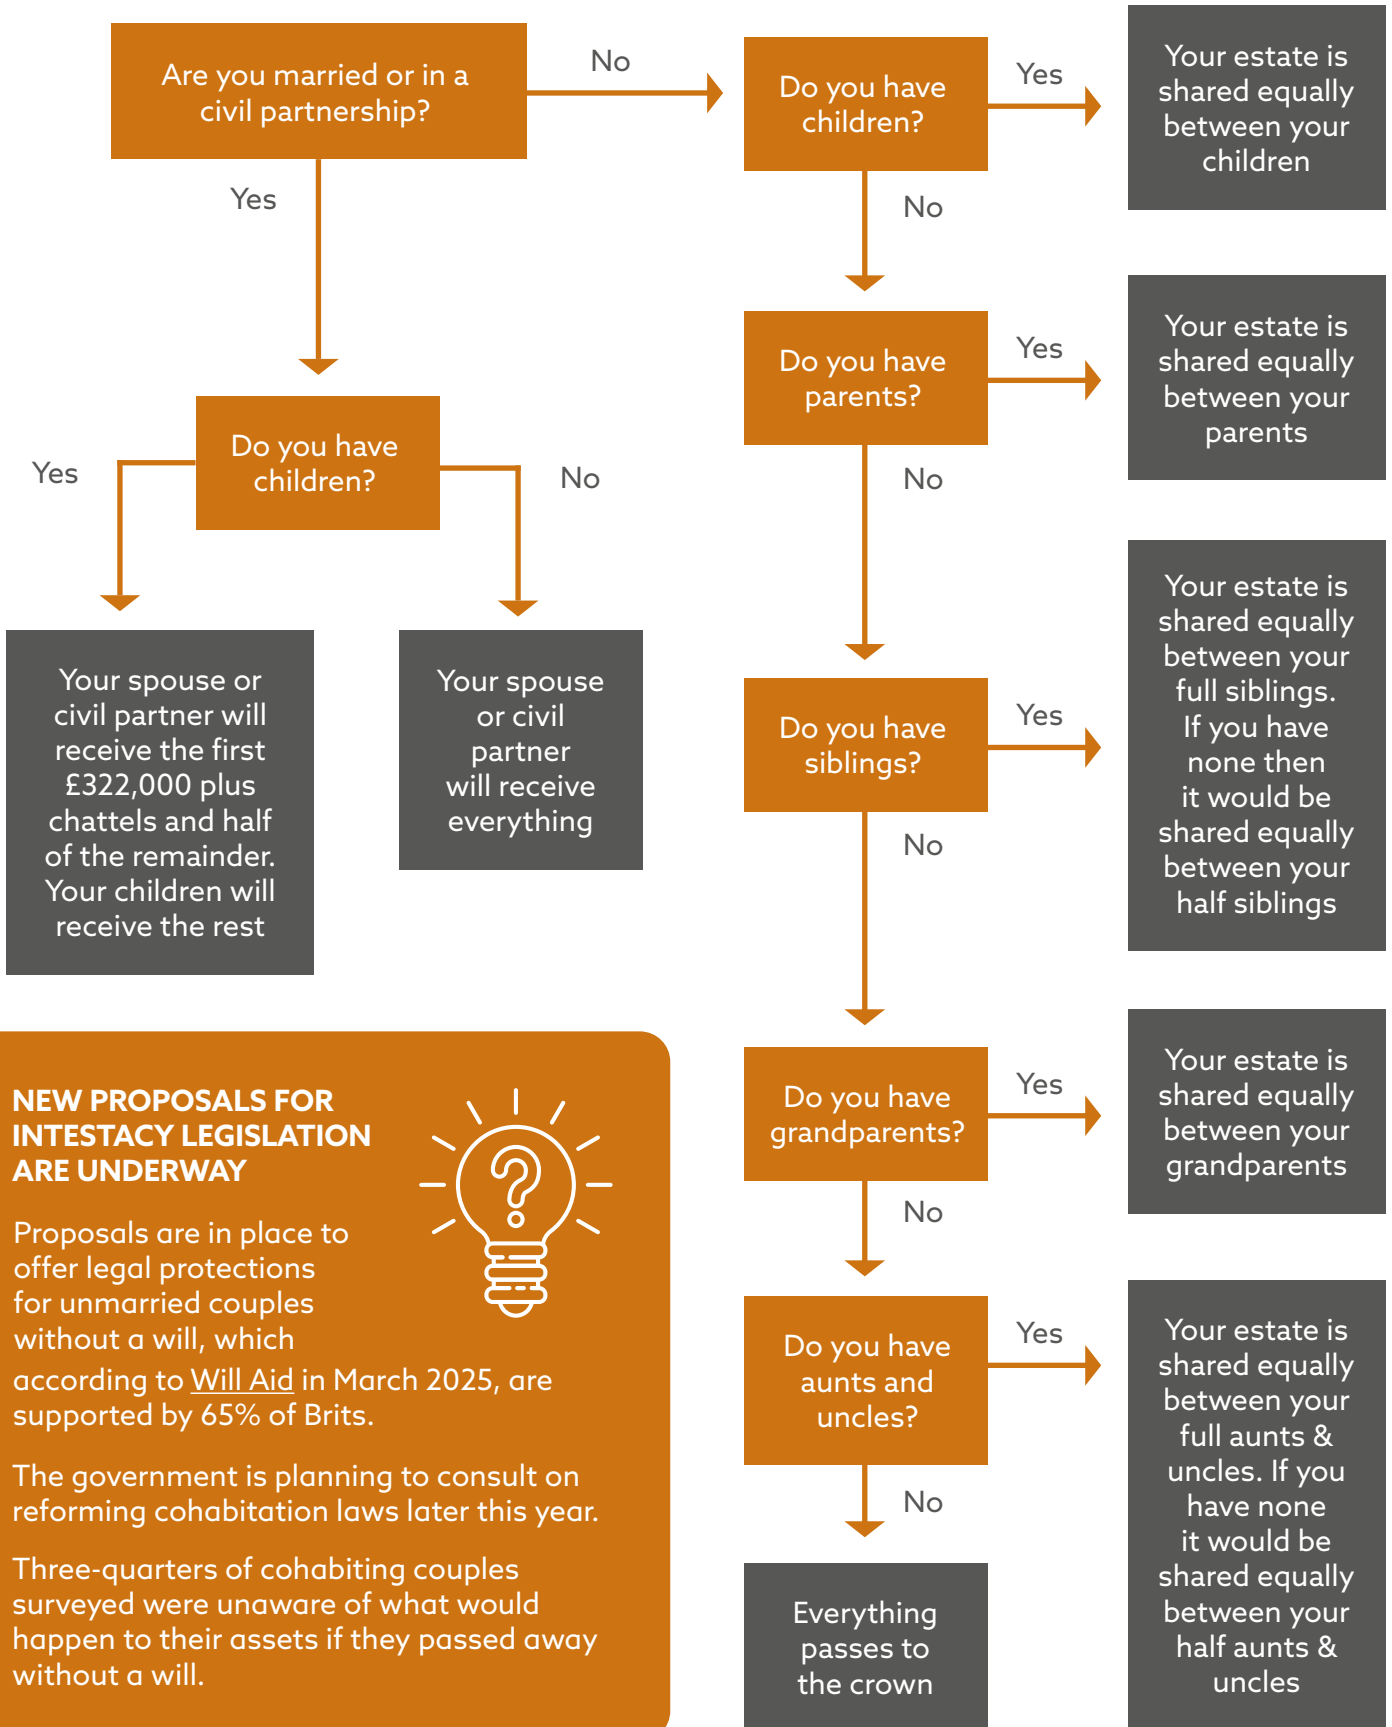 Are you married or in a
civil partnership?
No
Do you have
children?
Yes
Your estate is
shared equally
between your
children
Yes
No
Do you have
parents?
Yes
Your estate is
shared equally
between your
parents
Do you have
children?
Yes
No
No
Your spouse or
civil partner will
receive the first
£322,000 plus
chattels and half
of the remainder.
Your children will
receive the rest
Your spouse
or civil
partner
will receive
everything
Do you have
siblings?
Yes
Your estate is
shared equally
between your
full siblings.
If you have
none then
it would be
shared equally
between your
half siblings
No
Do you have
grandparents?
Yes
Your estate is
shared equally
between your
grandparents
No
Do you have
aunts and
uncles?
Yes
Your estate is
shared equally
between your
full aunts &
uncles. If you
have none
it would be
shared equally
between your
half aunts &
uncles
No
Everything
passes to
the crown
NEW PROPOSALS FOR
INTESTACY LEGISLATION
ARE UNDERWAY
Proposals are in place to
offer legal protections
for unmarried couples
without a will, which
according to Will Aid in March 2025, are
supported by 65% of Brits.
The government is planning to consult on
reforming cohabitation laws later this year.
Three-quarters of cohabiting couples
surveyed were unaware of what would
happen to their assets if they passed away
without a will.